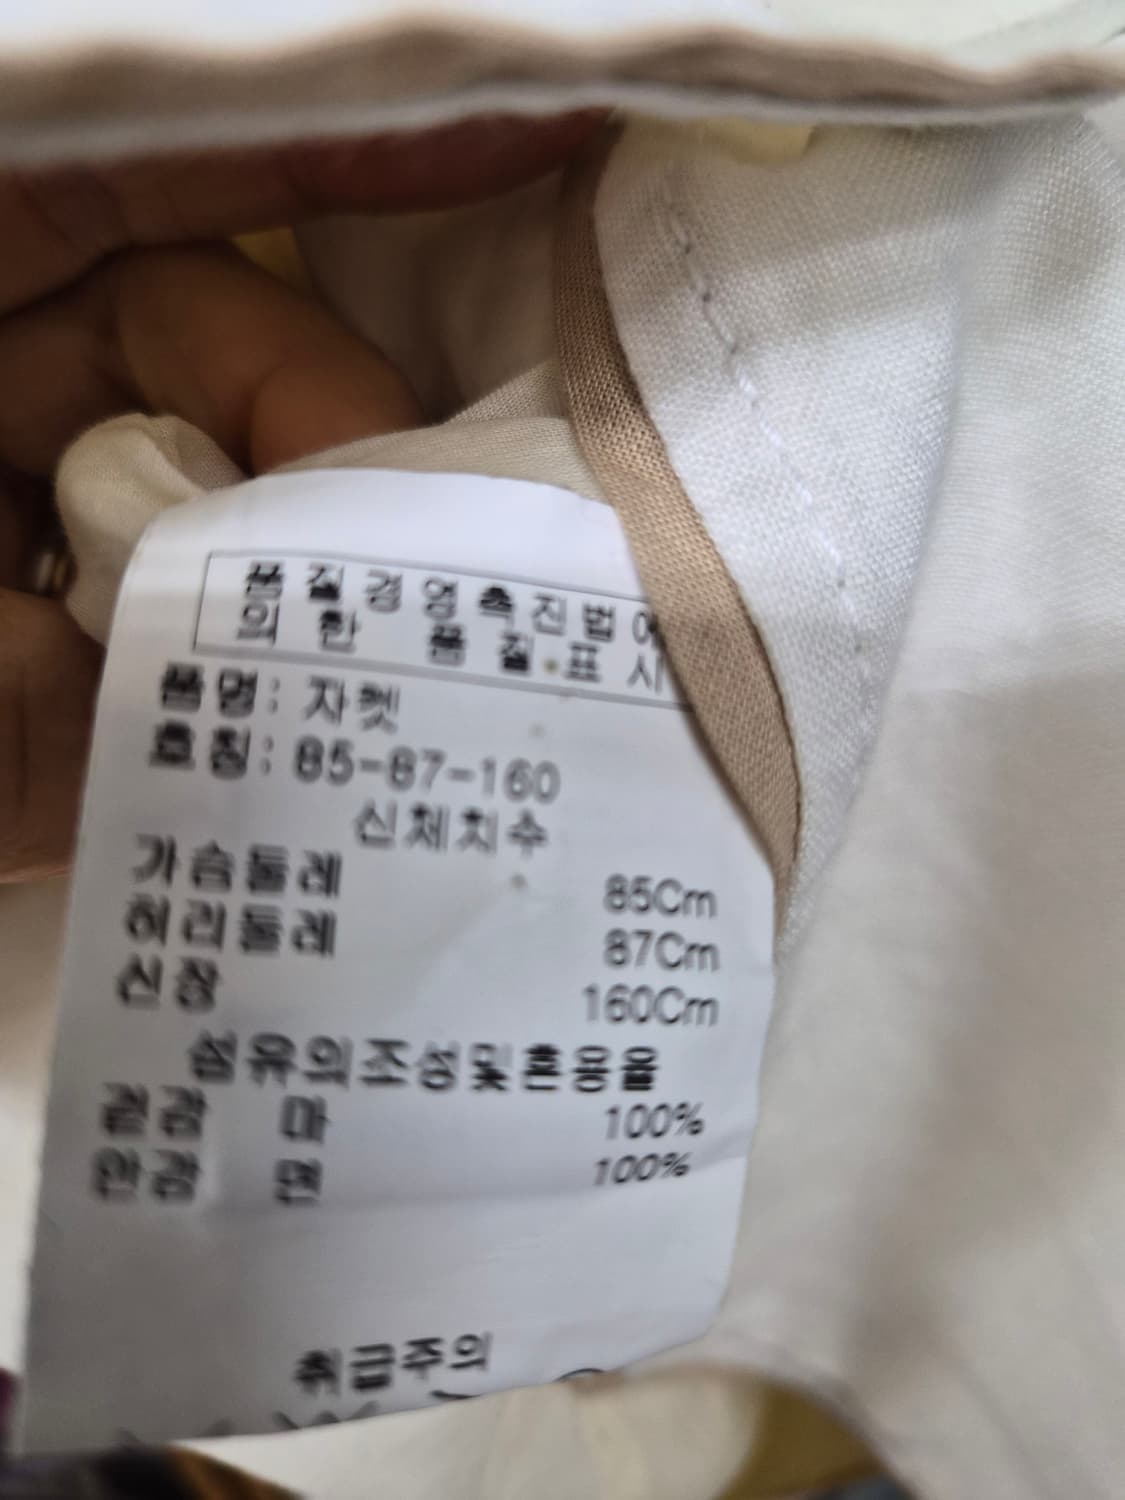 품질경영촉진법에
의한 품질표시
품명: 자켓
호칭: 85-87-160
신체치수
가슴둘레 85Cm
허리둘레 87Cm
신장 160Cm
섬유의조성및혼용율
겉감 마 100%
안감 면 100%
취급주의